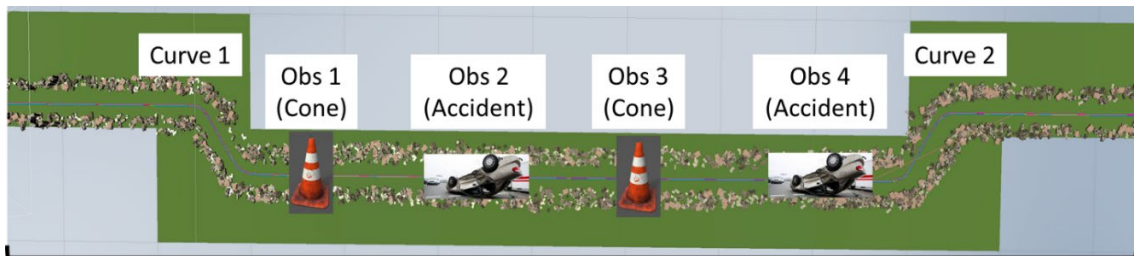 Curve 1
Obs 1
(Cone)
Obs 2
(Accident)
Obs 3
(Cone)
Obs 4
(Accident)
Curve 2